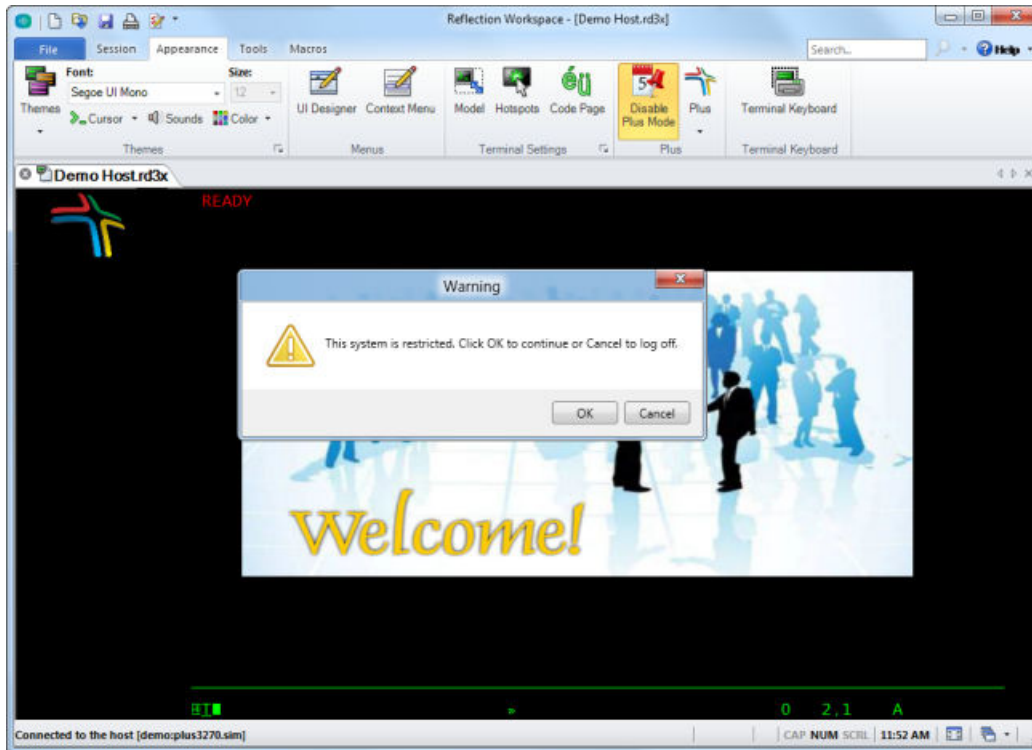 Reflection Workspace - [Demo Host.rd3x]
File Session Appearance Tools Macros Search... Help
Font: Size:
Themes Segoe UI Mono 12
Cursor Sounds Color
UI Designer Context Menu
Model Hotspots Code Page
Disable Plus Mode
Plus
Terminal Keyboard
Themes Menus Terminal Settings Plus Terminal Keyboard
Demo Host.rd3x
READY
Warning
This system is restricted. Click OK to continue or Cancel to log off.
OK Cancel
Welcome!
0 2,1 A
Connected to the host [demo:plus3270.sim] CAP NUM SCRL 11:52 AM